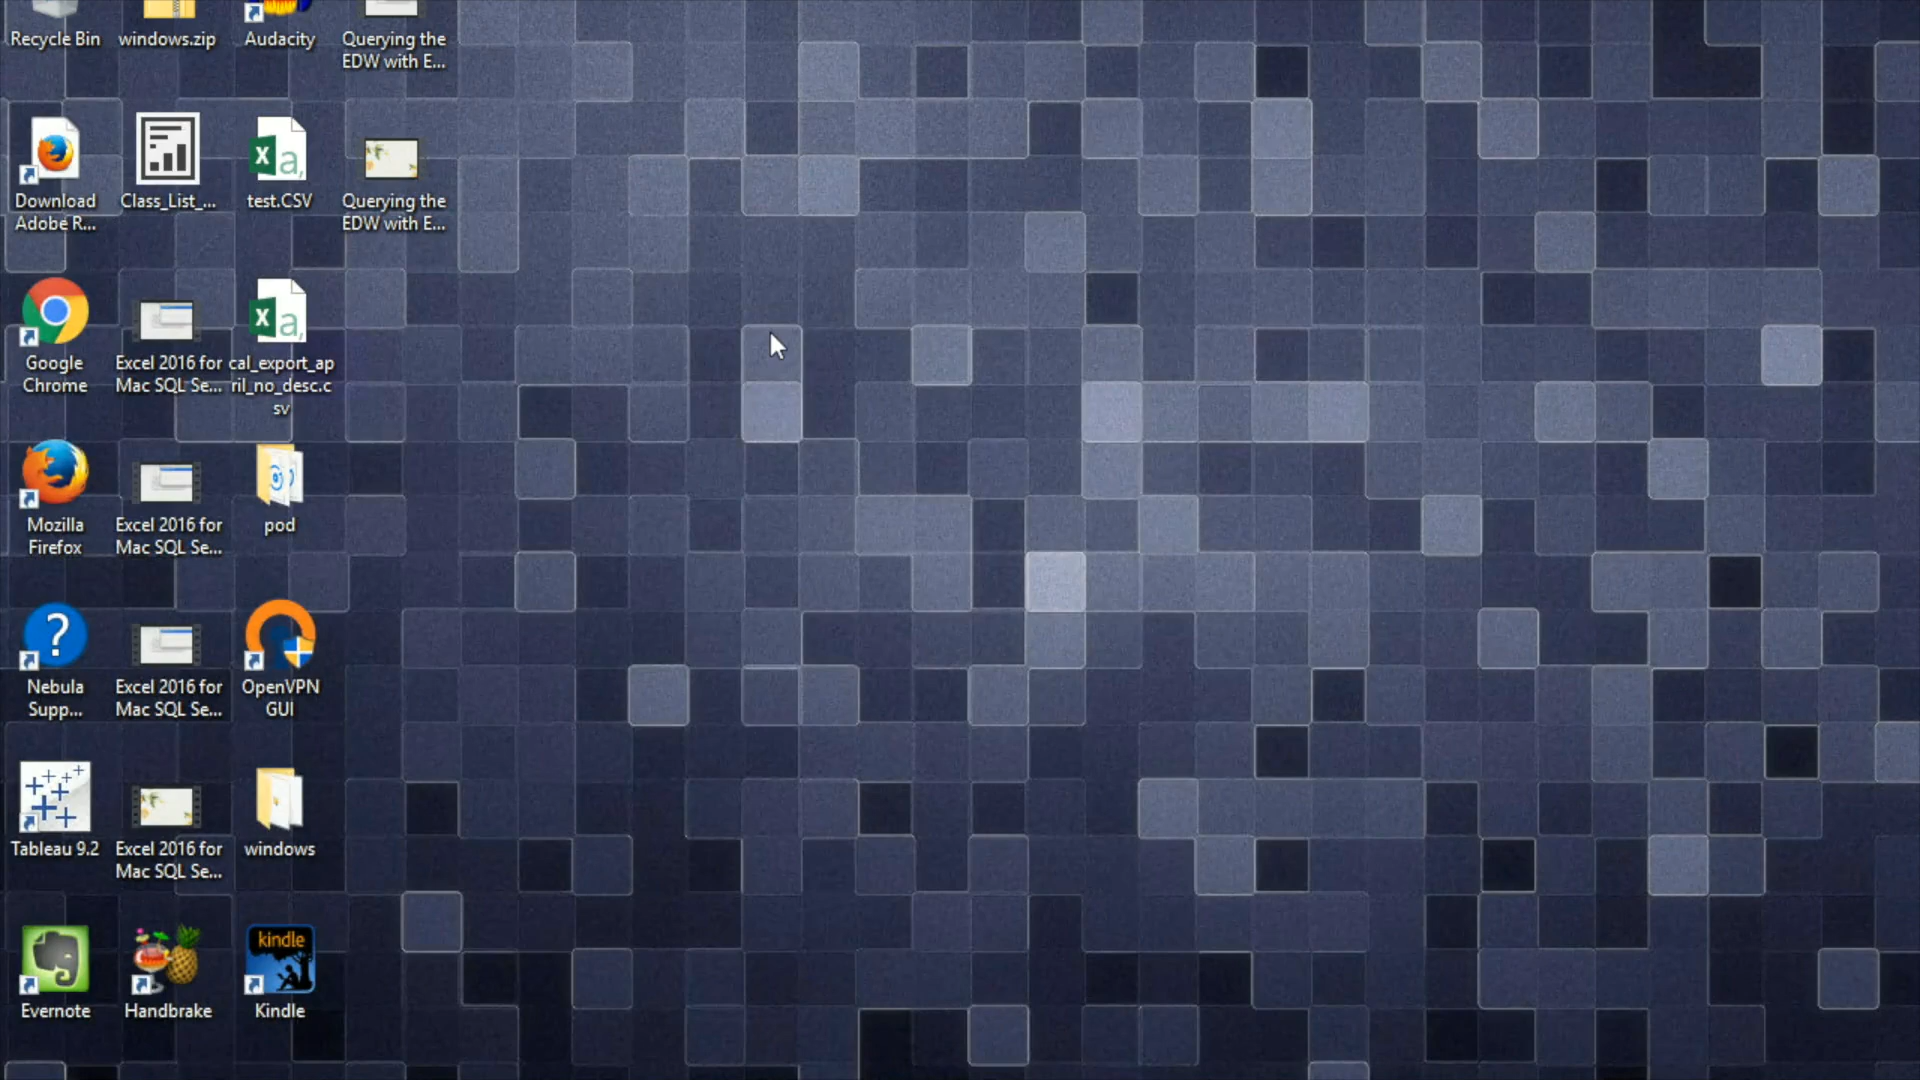 Recycle Bin
windows.zip
Audacity
Querying the
EDW with E...
Download
Adobe R...
Class_List_...
test.CSV
Querying the
EDW with E...
Google
Chrome
Excel 2016 for
Mac SQL Se...
cal_export_ap
ril_no_desc.c
sv
Mozilla
Firefox
Excel 2016 for
Mac SQL Se...
pod
Nebula
Supp...
Excel 2016 for
Mac SQL Se...
OpenVPN
GUI
Tableau 9.2
Excel 2016 for
Mac SQL Se...
windows
Evernote
Handbrake
kindle
Kindle